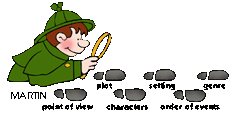 plot setting genre
MARTIN
point of view characters order of events